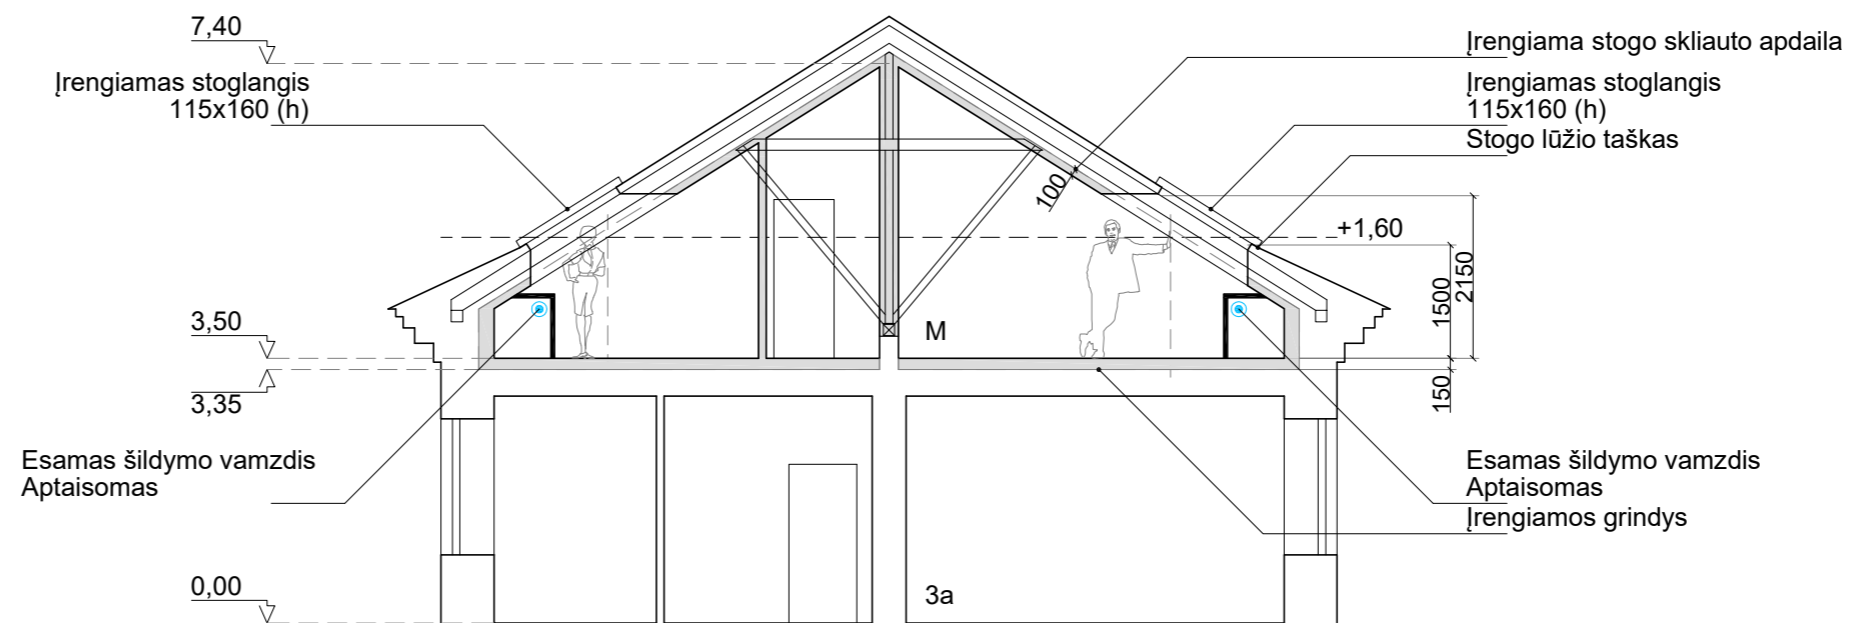 7,40
Įrengiamas stoglangis
115x160 (h)
3,50
3,35
Esamas šildymo vamzdis
Aptaisomas
0,00
100
M
3a
Įrengiama stogo skliauto apdaila
Įrengiamas stoglangis
115x160 (h)
Stogo lūžio taškas
+1,60
1500
2150
150
Esamas šildymo vamzdis
Aptaisomas
Įrengiamos grindys